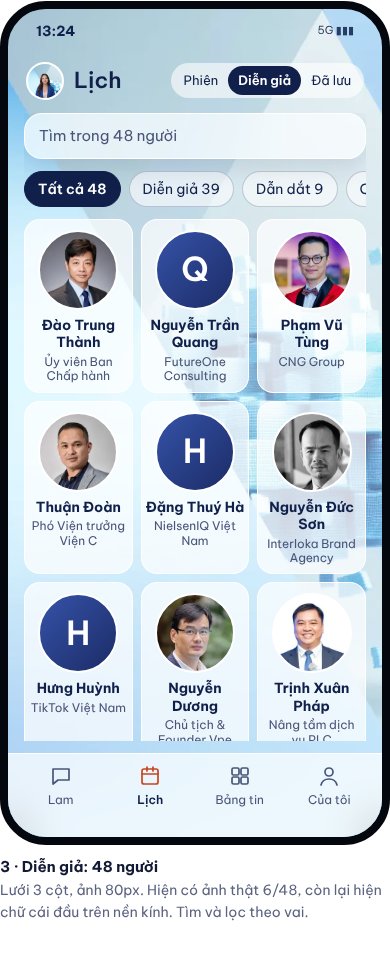 13:24
5G
Lịch
Phiên
Diễn giả
Đã lưu
Tìm trong 48 người
Tất cả 48
Diễn giả 39
Dẫn dắt 9
Đào Trung
Thành
Ủy viên Ban
Chấp hành
Q
Nguyễn Trần
Quang
FutureOne
Consulting
Phạm Vũ
Tùng
CNG Group
Thuận Đoàn
Phó Viện trưởng
Viện C
H
Đặng Thuý Hà
NielsenIQ Việt
Nam
Nguyễn Đức
Sơn
Interloka Brand
Agency
H
Hưng Huỳnh
TikTok Việt Nam
Nguyễn
Dương
Chủ tịch &
Founder Vpe
Trịnh Xuân
Pháp
Nâng tầm dịch
vụ PLC
Lam
Lịch
Bảng tin
Của tôi
3 · Diễn giả: 48 người
Lưới 3 cột, ảnh 80px. Hiện có ảnh thật 6/48, còn lại hiện
chữ cái đầu trên nền kính. Tìm và lọc theo vai.